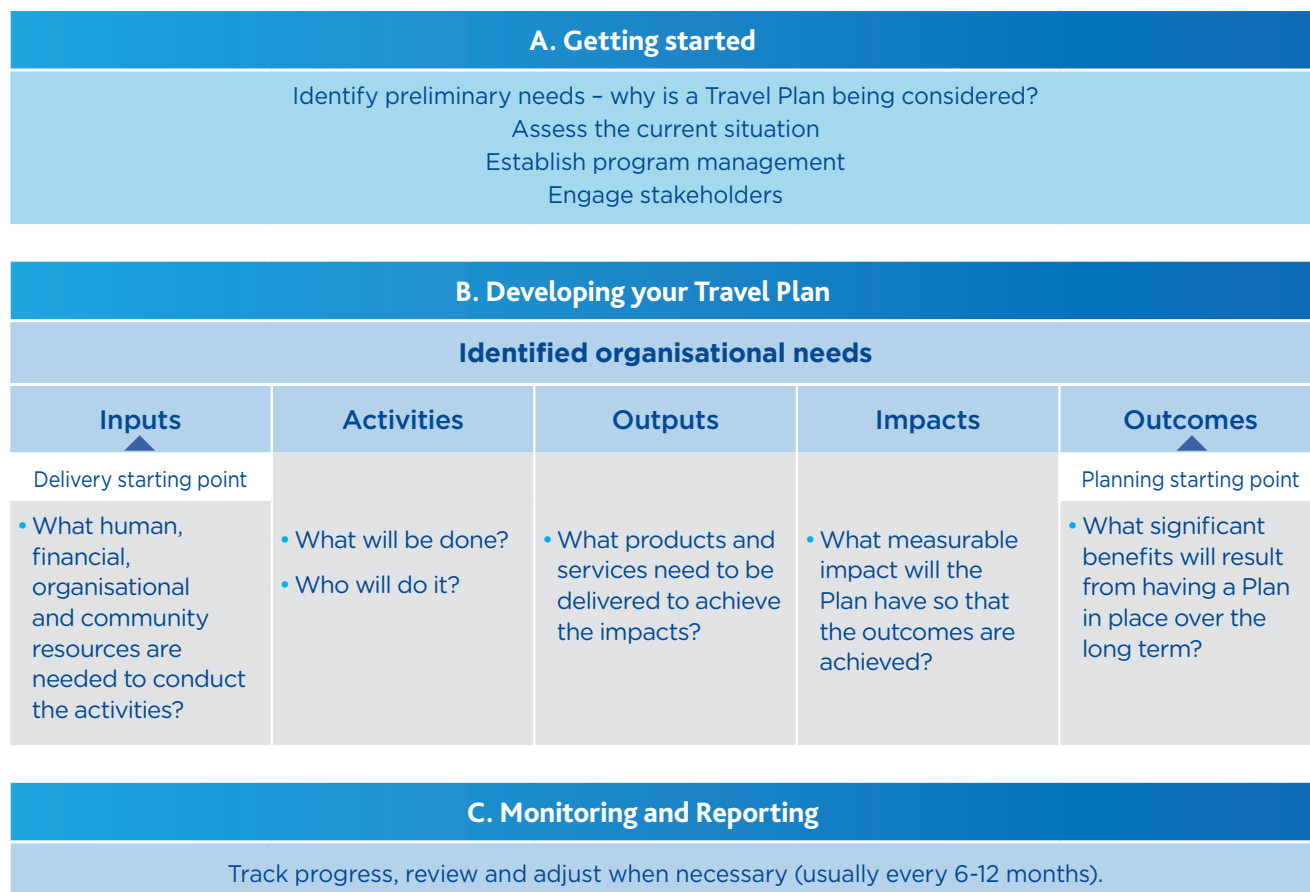 A. Getting started
Identify preliminary needs – why is a Travel Plan being considered?
Assess the current situation
Establish program management
Engage stakeholders
B. Developing your Travel Plan
Identified organisational needs
Inputs
Delivery starting point
• What human,
financial,
organisational
and community
resources are
needed to conduct
the activities?
Activities
• What will be done?
• Who will do it?
Outputs
• What products and
services need to be
delivered to achieve
the impacts?
Impacts
• What measurable
impact will the
Plan have so that
the outcomes are
achieved?
Outcomes
Planning starting point
• What significant
benefits will result
from having a Plan
in place over the
long term?
C. Monitoring and Reporting
Track progress, review and adjust when necessary (usually every 6-12 months).